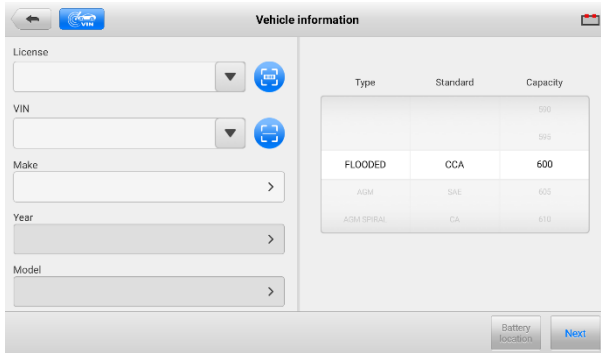 VIN
Vehicle information
License
VIN
Make
Year
Model
Type Standard Capacity
590
595
FLOODED CCA 600
AGM SAE 605
AGM SPIRAL CA 610
Battery
location
Next